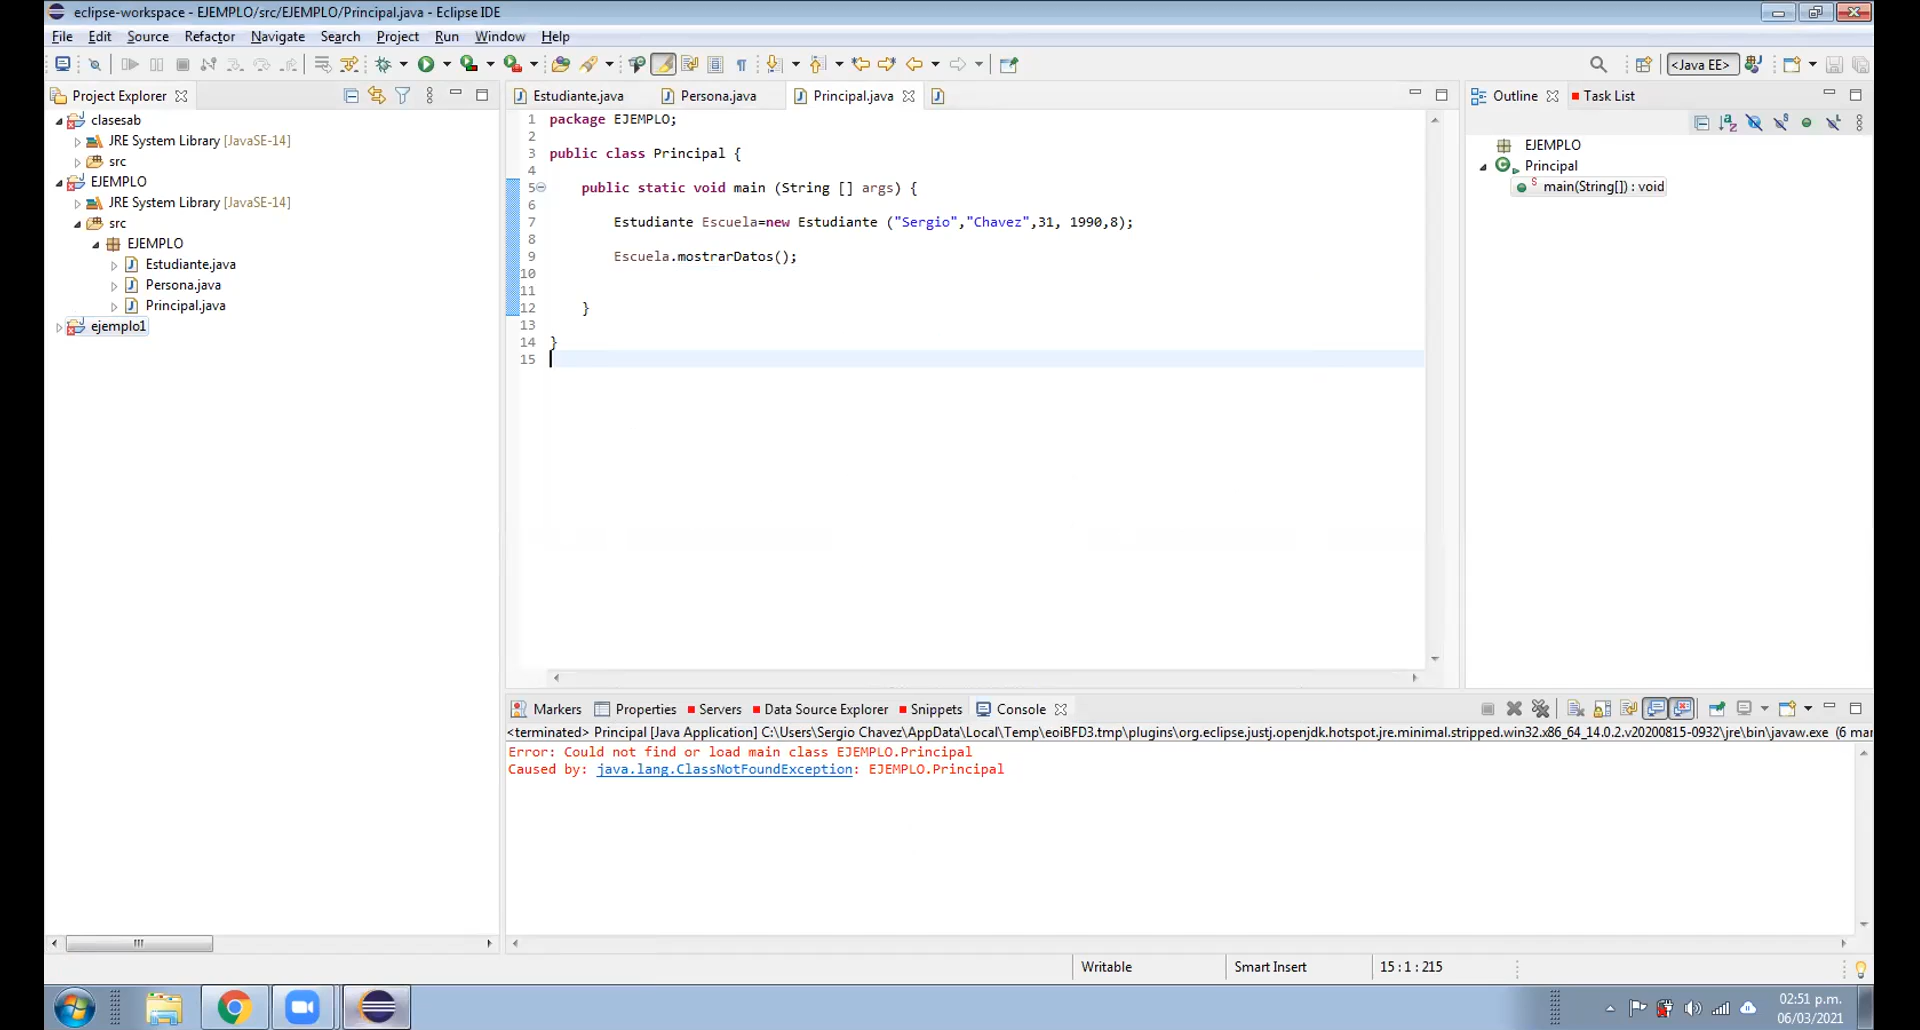 eclipse-workspace - EJEMPLO/src/EJEMPLO/Principal.java - Eclipse IDE
File Edit Source Refactor Navigate Search Project Run Window Help
<Java EE>
Project Explorer
clasesab
JRE System Library [JavaSE-14]
src
EJEMPLO
JRE System Library [JavaSE-14]
src
EJEMPLO
Estudiante.java
Persona.java
Principal.java
ejemplo1
Estudiante.java Persona.java Principal.java
1 package EJEMPLO;
2
3 public class Principal {
4
5 public static void main (String [] args) {
6
7 Estudiante Escuela=new Estudiante ("Sergio","Chavez",31, 1990,8);
8
9 Escuela.mostrarDatos();
10
11
12 }
13
14 }
15
Outline Task List
EJEMPLO
Principal
main(String[]) : void
Markers Properties Servers Data Source Explorer Snippets Console
<terminated> Principal [Java Application] C:\Users\Sergio Chavez\AppData\Local\Temp\eoiBFD3.tmp\plugins\org.eclipse.justj.openjdk.hotspot.jre.minimal.stripped.win32.x86_64_14.0.2.v20200815-0932\jre\bin\javaw.exe (6 mar
Error: Could not find or load main class EJEMPLO.Principal
Caused by: java.lang.ClassNotFoundException: EJEMPLO.Principal
Writable Smart Insert 15 : 1 : 215
02:51 p.m.
06/03/2021